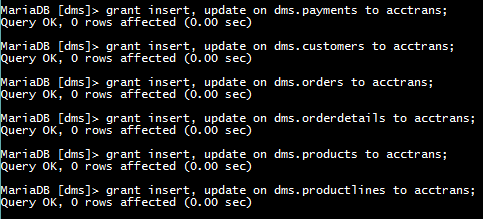 MariaDB [dms]> grant insert, update on dms.payments to acctrans;
Query OK, 0 rows affected (0.00 sec)
MariaDB [dms]> grant insert, update on dms.customers to acctrans;
Query OK, 0 rows affected (0.00 sec)
MariaDB [dms]> grant insert, update on dms.orders to acctrans;
Query OK, 0 rows affected (0.00 sec)
MariaDB [dms]> grant insert, update on dms.orderdetails to acctrans;
Query OK, 0 rows affected (0.00 sec)
MariaDB [dms]> grant insert, update on dms.products to acctrans;
Query OK, 0 rows affected (0.00 sec)
MariaDB [dms]> grant insert, update on dms.productlines to acctrans;
Query OK, 0 rows affected (0.00 sec)